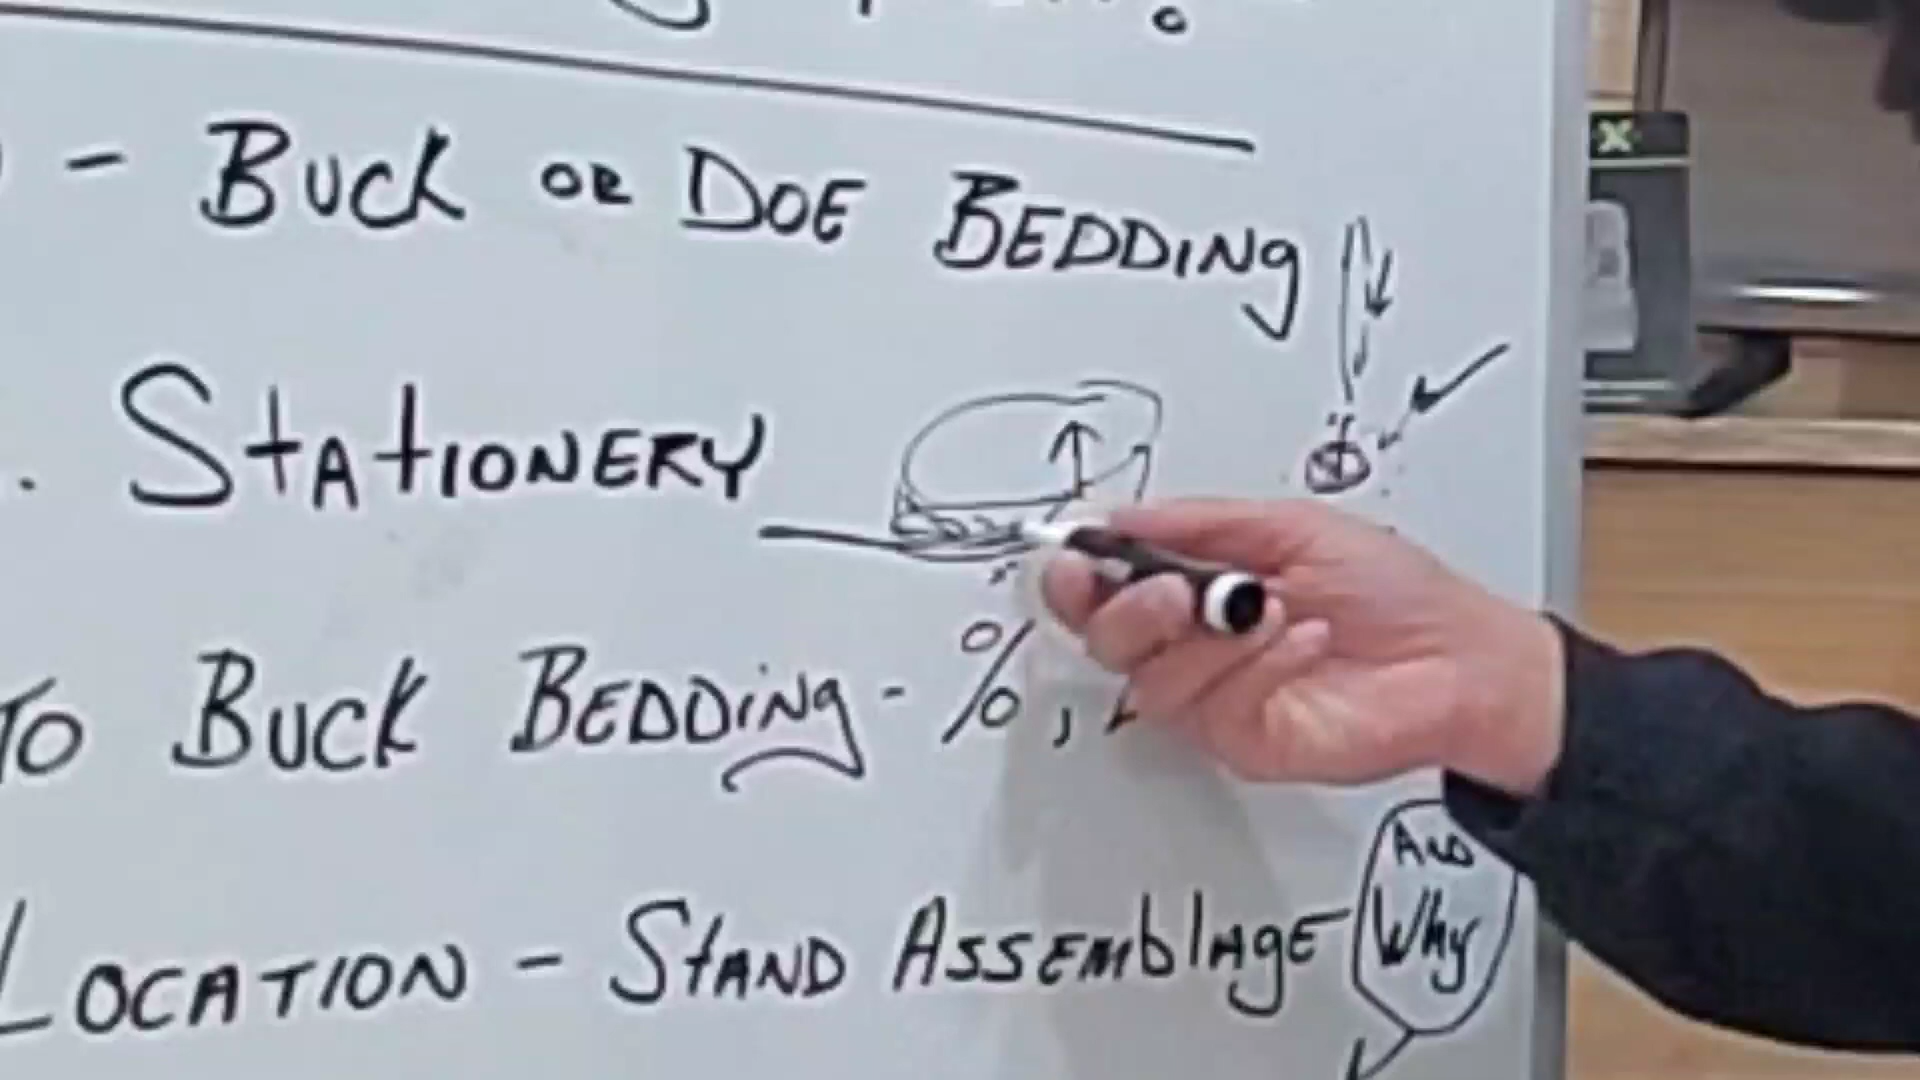 - Buck or Doe Bedding
. Stationery
To Buck Bedding - %,
Location - Stand Assemblage
And
Why